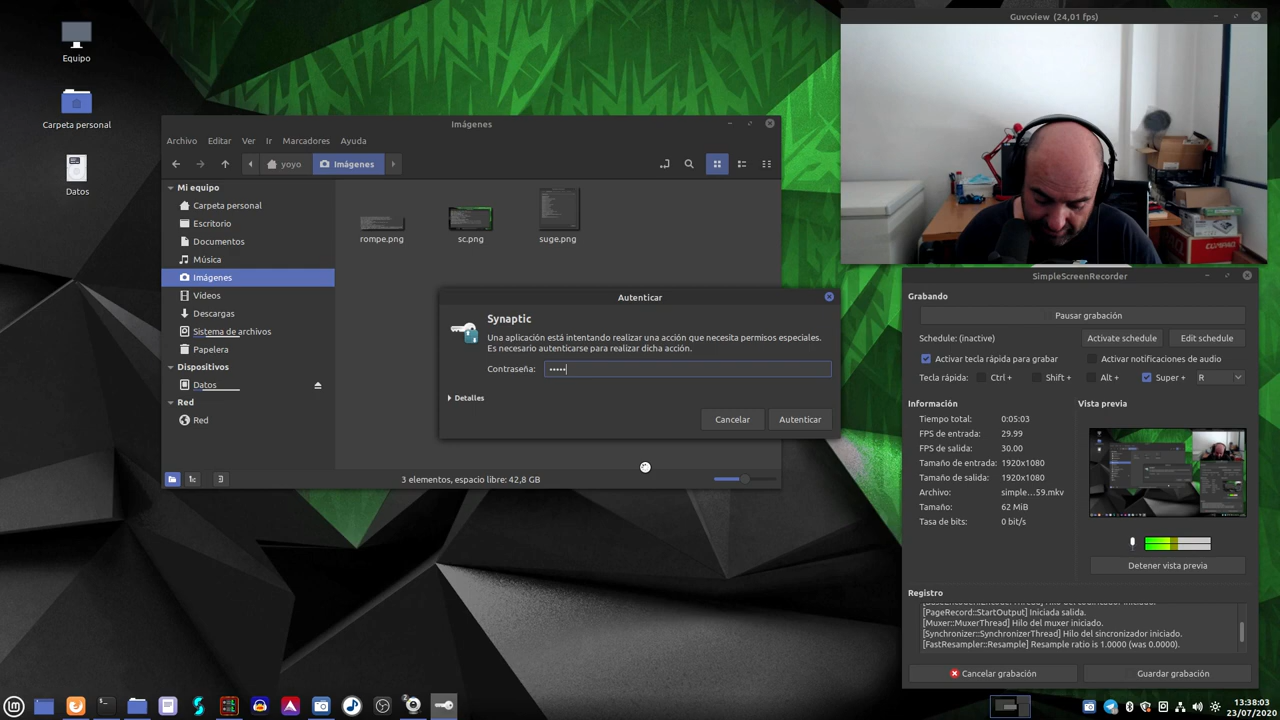 Equipo
Carpeta personal
Datos
Imágenes
Archivo Editar Ver Ir Marcadores Ayuda
yoyo Imágenes
Mi equipo
Carpeta personal
Escritorio
Documentos
Música
Imágenes
Vídeos
Descargas
Sistema de archivos
Papelera
Dispositivos
Datos
Red
Red
rompe.png sc.png suge.png
3 elementos, espacio libre: 42,8 GB
Autenticar
Synaptic
Una aplicación está intentando realizar una acción que necesita permisos especiales.
Es necesario autenticarse para realizar dicha acción.
Contraseña: •••••
Detalles
Cancelar Autenticar
Guvcview (24,01 fps)
COMPAQ
SimpleScreenRecorder
Grabando
Pausar grabación
Schedule: (inactive) Activate schedule Edit schedule
Activar tecla rápida para grabar Activar notificaciones de audio
Tecla rápida: Ctrl + Shift + Alt + Super + R
Información Vista previa
Tiempo total: 0:05:03
FPS de entrada: 29.99
FPS de salida: 30.00
Tamaño de entrada: 1920x1080
Tamaño de salida: 1920x1080
Archivo: simple...59.mkv
Tamaño: 62 MiB
Tasa de bits: 0 bit/s
Detener vista previa
Registro
[PageRecord::StartOutput] Iniciada salida.
[Muxer::MuxerThread] Hilo del muxer iniciado.
[Synchronizer::SynchronizerThread] Hilo del sincronizador iniciado.
[FastResampler::Resample] Resample ratio is 1.0000 (was 0.0000).
Cancelar grabación Guardar grabación
13:38:03
23/07/2020